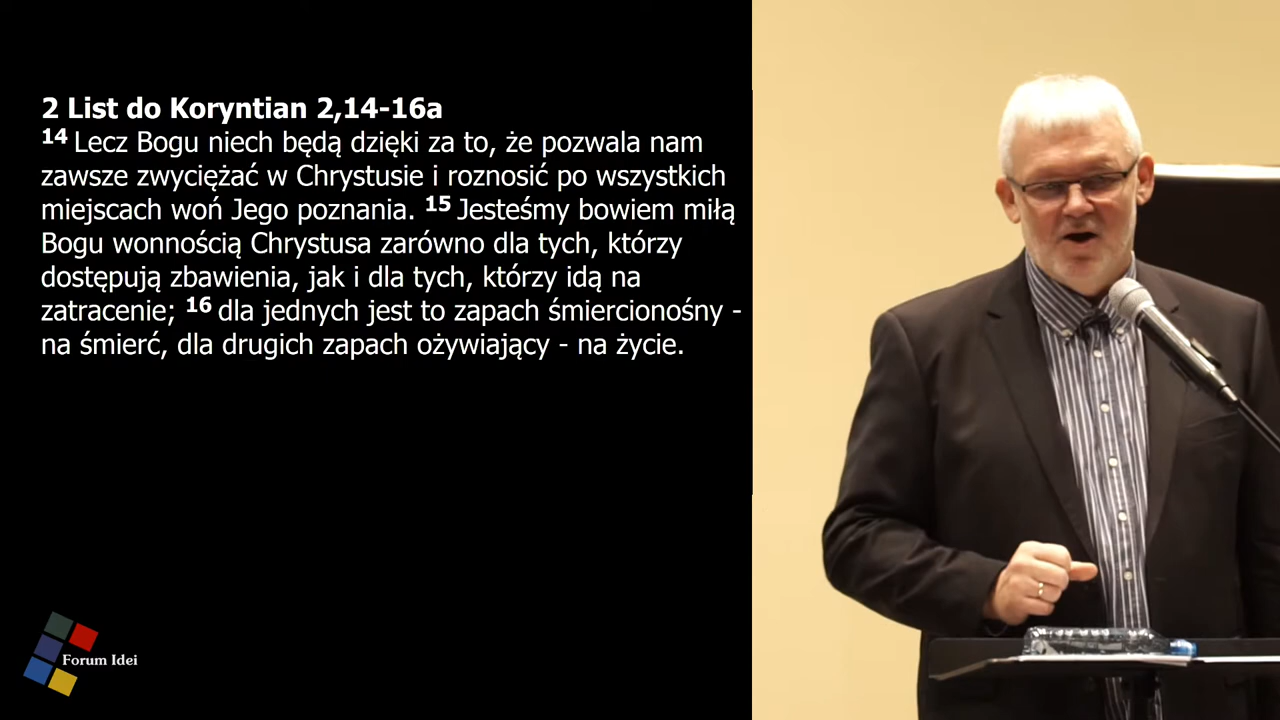 2 List do Koryntian 2,14-16a
14 Lecz Bogu niech będą dzięki za to, że pozwala nam
zawsze zwyciężać w Chrystusie i roznosić po wszystkich
miejscach woń Jego poznania. 15 Jesteśmy bowiem miłą
Bogu wonnością Chrystusa zarówno dla tych, którzy
dostępują zbawienia, jak i dla tych, którzy idą na
zatracenie; 16 dla jednych jest to zapach śmiercionośny -
na śmierć, dla drugich zapach ożywiający - na życie.
Forum Idei